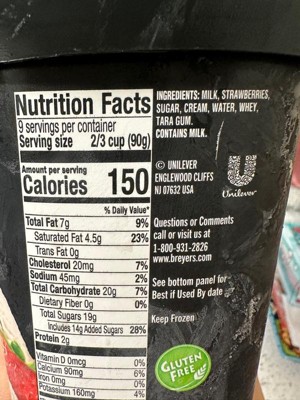 Nutrition Facts
9 servings per container
Serving size 2/3 cup (90g)
Amount per serving
Calories 150
% Daily Value*
Total Fat 7g 9%
Saturated Fat 4.5g 23%
Trans Fat 0g
Cholesterol 20mg 7%
Sodium 45mg 2%
Total Carbohydrate 20g 7%
Dietary Fiber 0g 0%
Total Sugars 19g
Includes 14g Added Sugars 28%
Protein 2g
Vitamin D 0mcg 0%
Calcium 90mg 6%
Iron 0mg 0%
Potassium 160mg 4%
INGREDIENTS: MILK, STRAWBERRIES,
SUGAR, CREAM, WATER, WHEY,
TARA GUM.
CONTAINS MILK.
© UNILEVER
ENGLEWOOD CLIFFS
NJ 07632 USA
Unilever
Questions or Comments
call or visit us at
1-800-931-2826
www.breyers.com
See bottom panel for
Best if Used By date
Keep Frozen
GLUTEN
FREE